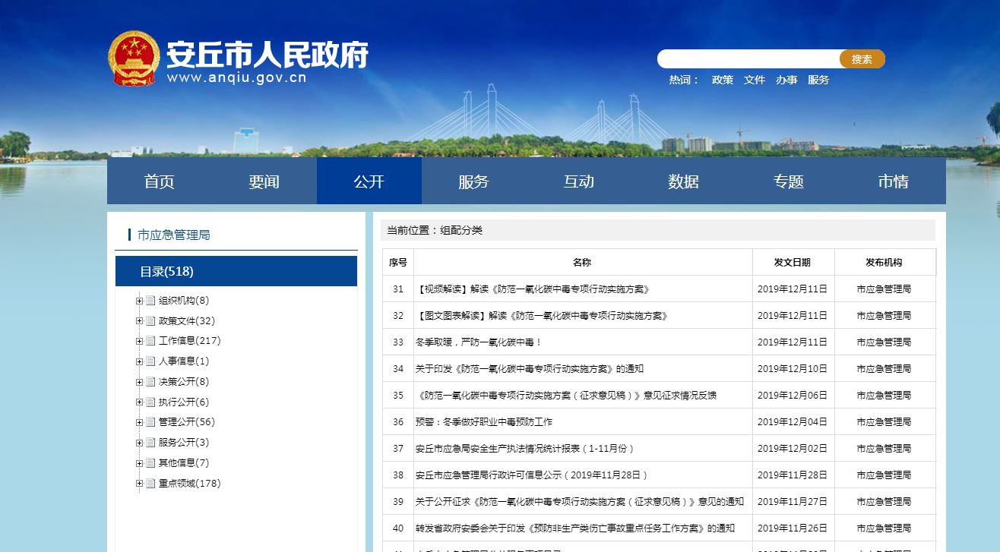 安丘市人民政府
www.anqiu.gov.cn
搜索
热词： 政策 文件 办事 服务
首页 要闻 公开 服务 互动 数据 专题 市情
市应急管理局
目录(518)
组织机构(8)
政策文件(32)
工作信息(217)
人事信息(1)
决策公开(8)
执行公开(6)
管理公开(56)
服务公开(3)
其他信息(7)
重点领域(178)
当前位置：组配分类
序号 名称 发文日期 发布机构
31 【视频解读】解读《防范一氧化碳中毒专项行动实施方案》 2019年12月11日 市应急管理局
32 【图文图表解读】解读《防范一氧化碳中毒专项行动实施方案》 2019年12月11日 市应急管理局
33 冬季取暖，严防一氧化碳中毒！ 2019年12月11日 市应急管理局
34 关于印发《防范一氧化碳中毒专项行动实施方案》的通知 2019年12月10日 市应急管理局
35 《防范一氧化碳中毒专项行动实施方案（征求意见稿）》意见征求情况反馈 2019年12月06日 市应急管理局
36 预警：冬季做好职业中毒预防工作 2019年12月04日 市应急管理局
37 安丘市应急局安全生产执法情况统计报表（1-11月份） 2019年12月02日 市应急管理局
38 安丘市应急管理局行政许可信息公示（2019年11月28日） 2019年11月28日 市应急管理局
39 关于公开征求《防范一氧化碳中毒专项行动实施方案（征求意见稿）》意见的通知 2019年11月27日 市应急管理局
40 转发省政府安委会关于印发《预防非生产类伤亡事故重点任务工作方案》的通知 2019年11月26日 市应急管理局